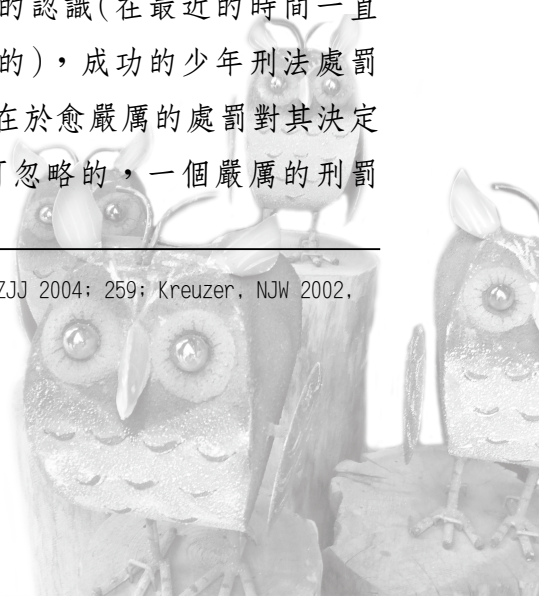 的認識(在最近的時間一直
的)，成功的少年刑法處罰
在於愈嚴厲的處罰對其決定
忽略的，一個嚴厲的刑罰
ZJJ 2004; 259; Kreuzer, NJW 2002,